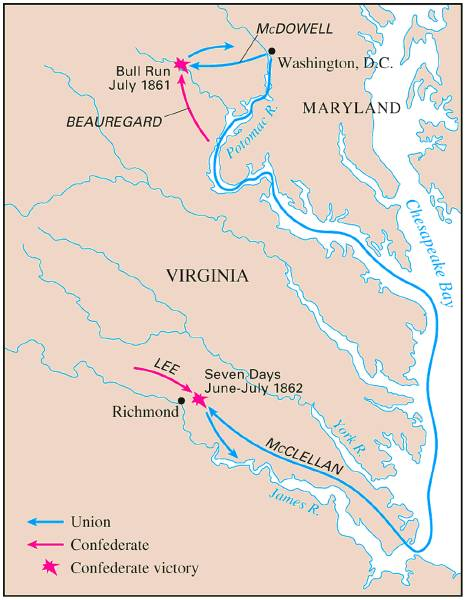 McDOWELL
Washington, D.C.
Bull Run
July 1861
MARYLAND
BEAUREGARD
Potomac R.
Chesapeake Bay
VIRGINIA
LEE
Seven Days
June-July 1862
Richmond
York R.
McCLELLAN
James R.
Union
Confederate
Confederate victory